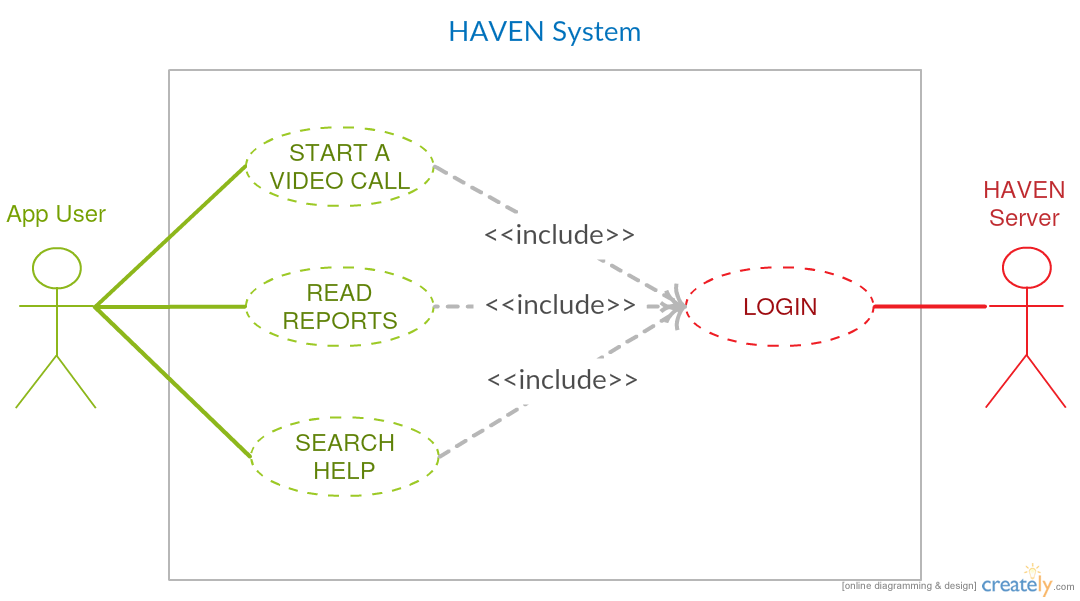 HAVEN System
App User
START A
VIDEO CALL
<<include>>
HAVEN
Server
READ
REPORTS
<<include>>
LOGIN
<<include>>
SEARCH
HELP
[online diagramming & design] creately.com